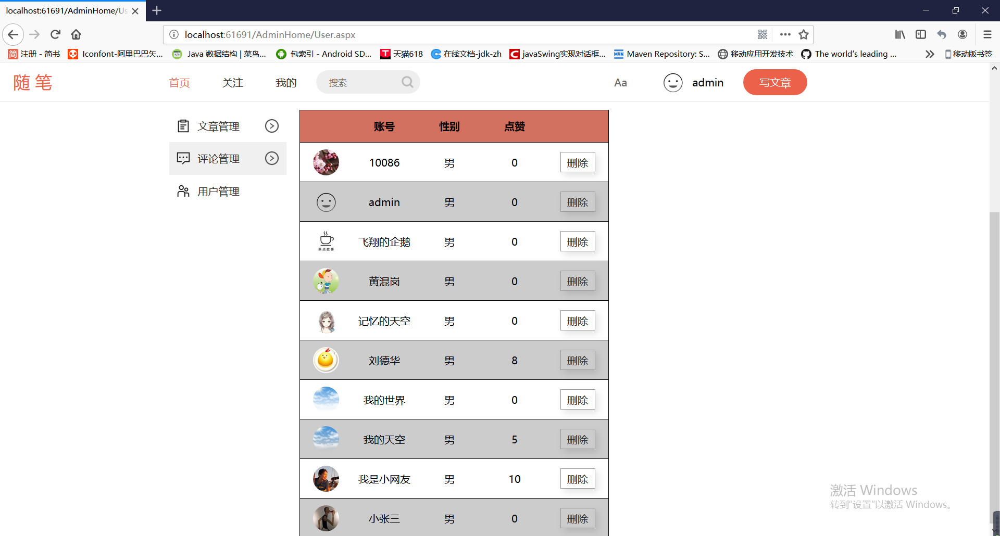 localhost:61691/AdminHome/Us
localhost:61691/AdminHome/User.aspx
注册 - 简书 Iconfont-阿里巴巴矢... Java 数据结构 | 菜鸟... 包索引 - Android SD... 天猫618 在线文档-jdk-zh javaSwing实现对话框... Maven Repository: S... 移动应用开发技术 The world's leading ... 移动版书签
随 笔 首页 关注 我的 搜索 Aa admin 写文章
文章管理
评论管理
用户管理
账号 性别 点赞
10086 男 0 删除
admin 男 0 删除
茶点故事
飞翔的企鹅 男 0 删除
黄混岗 男 0 删除
记忆的天空 男 0 删除
刘德华 男 8 删除
我的世界 男 0 删除
我的天空 男 5 删除
我是小网友 男 10 删除
小张三 男 0 删除
激活 Windows
转到“设置”以激活 Windows。